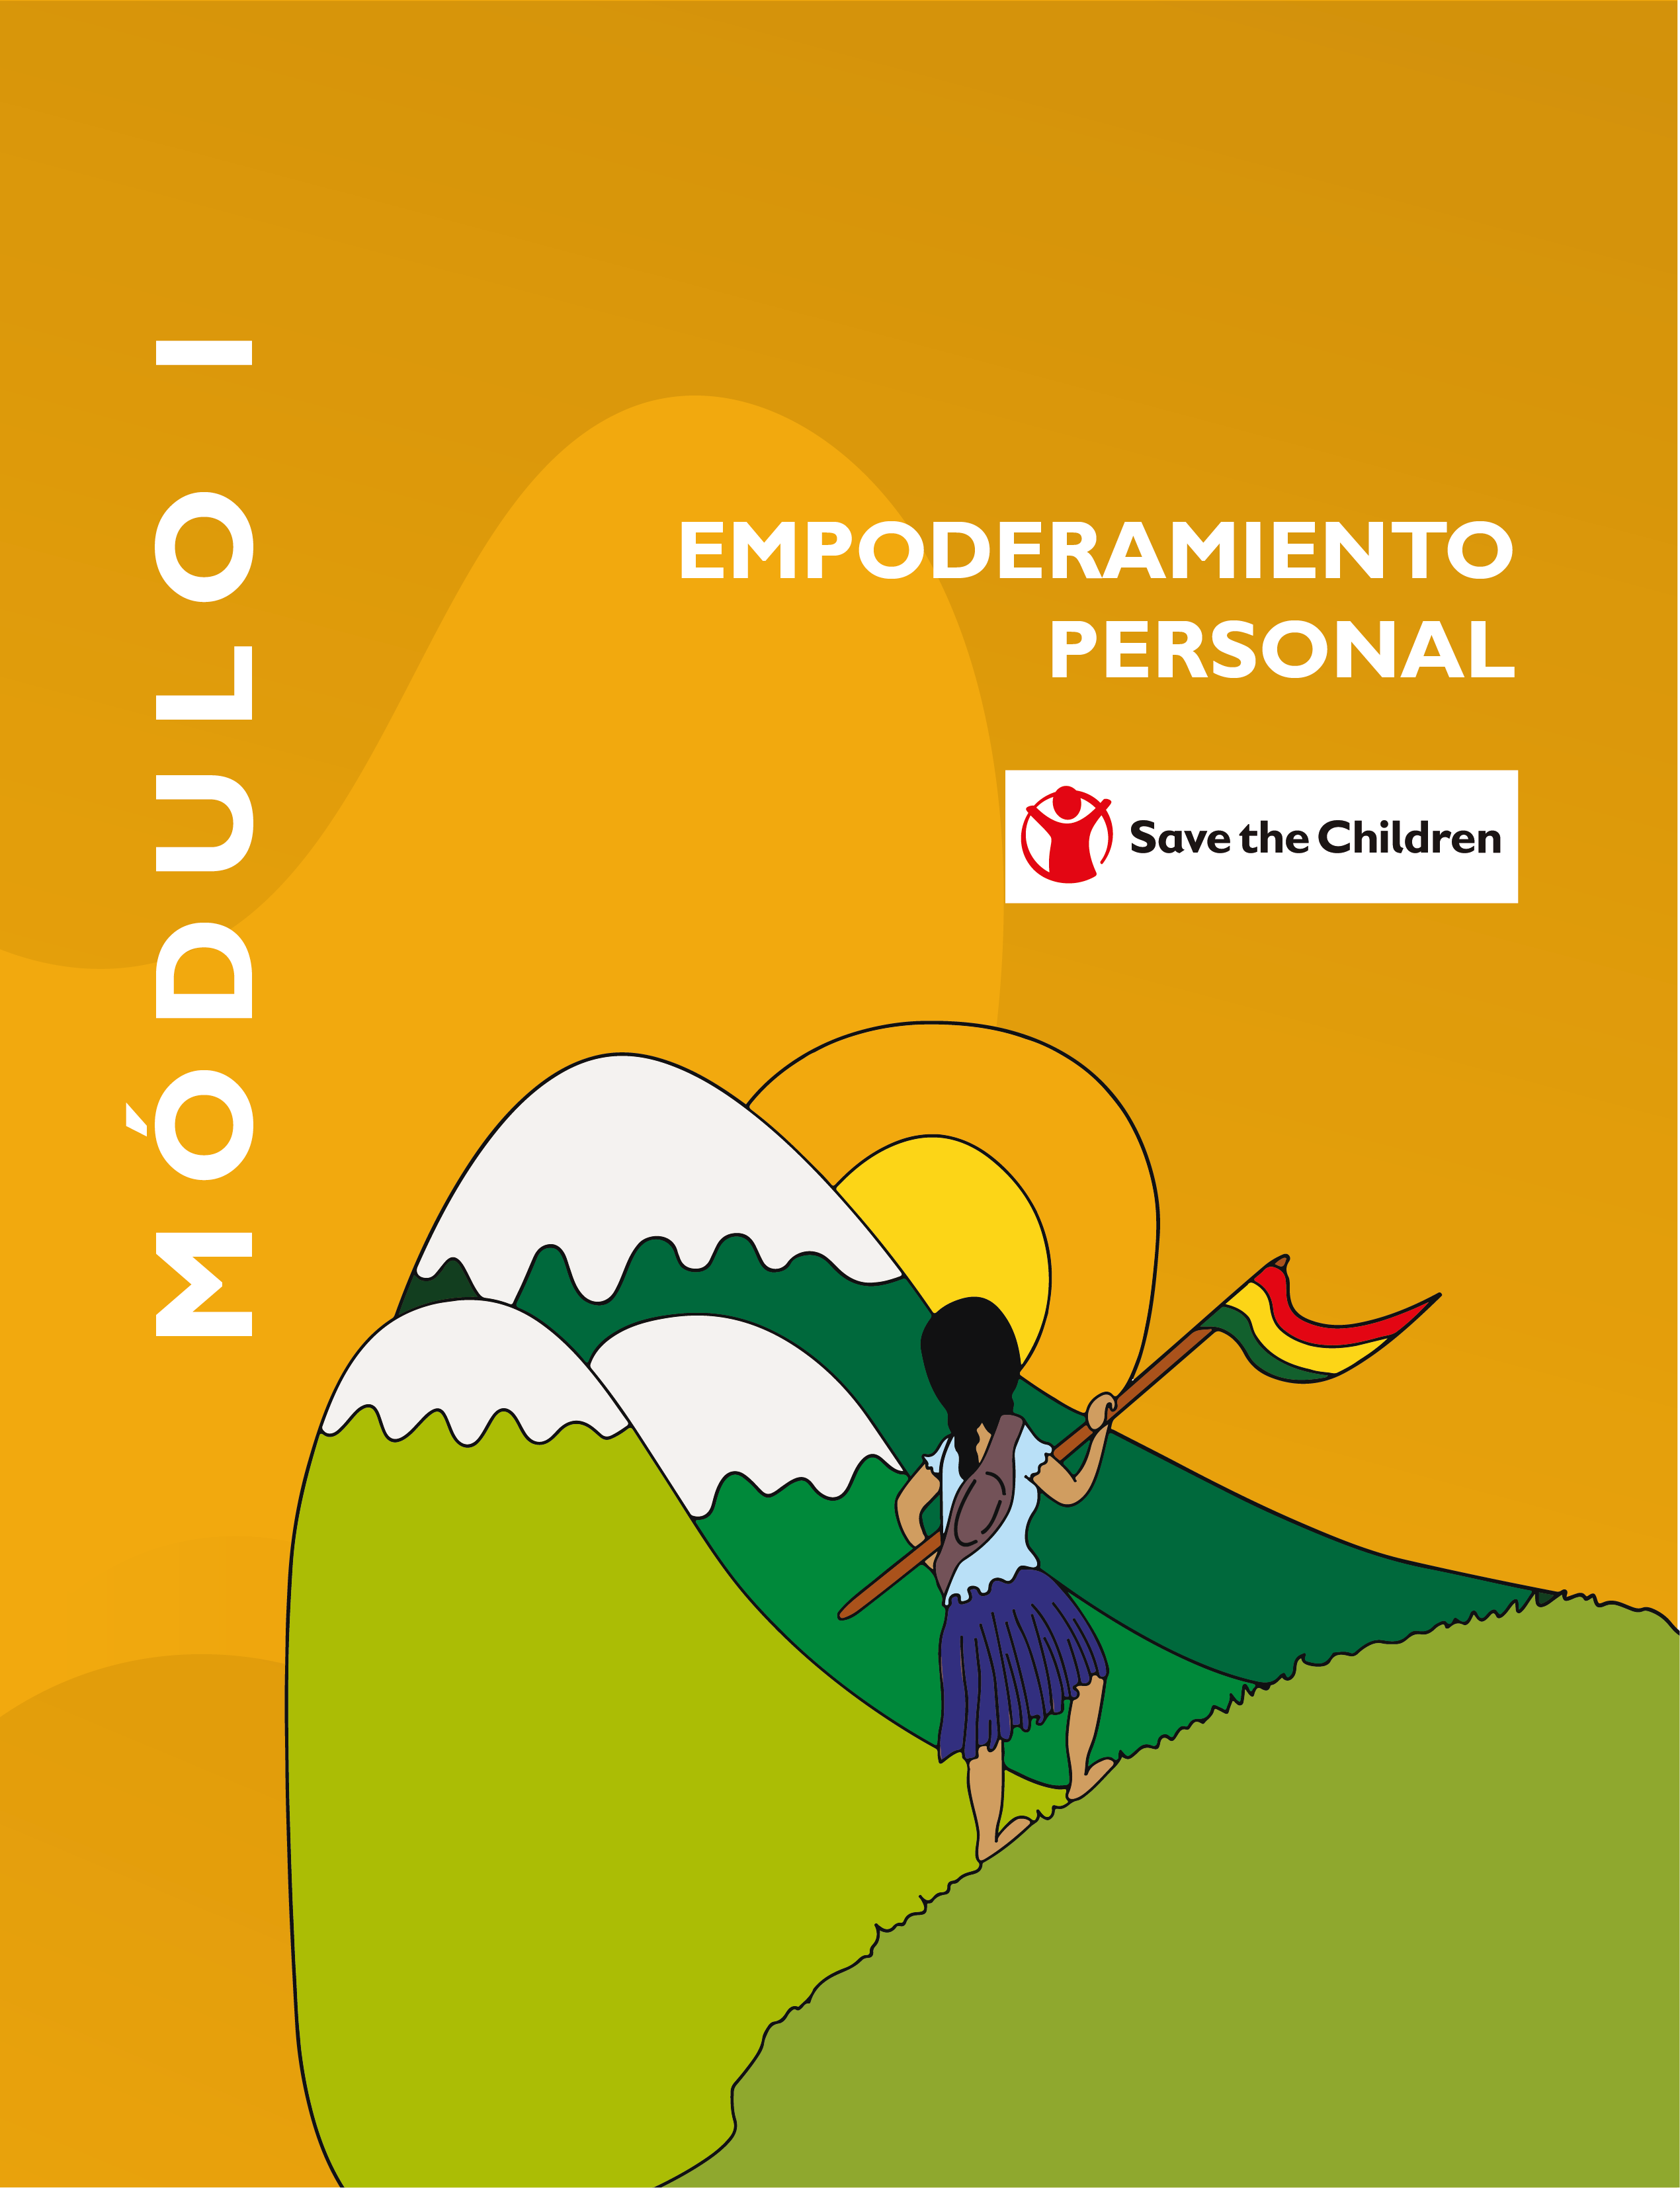 MÓDULO I
EMPODERAMIENTO
PERSONAL
Save the Children